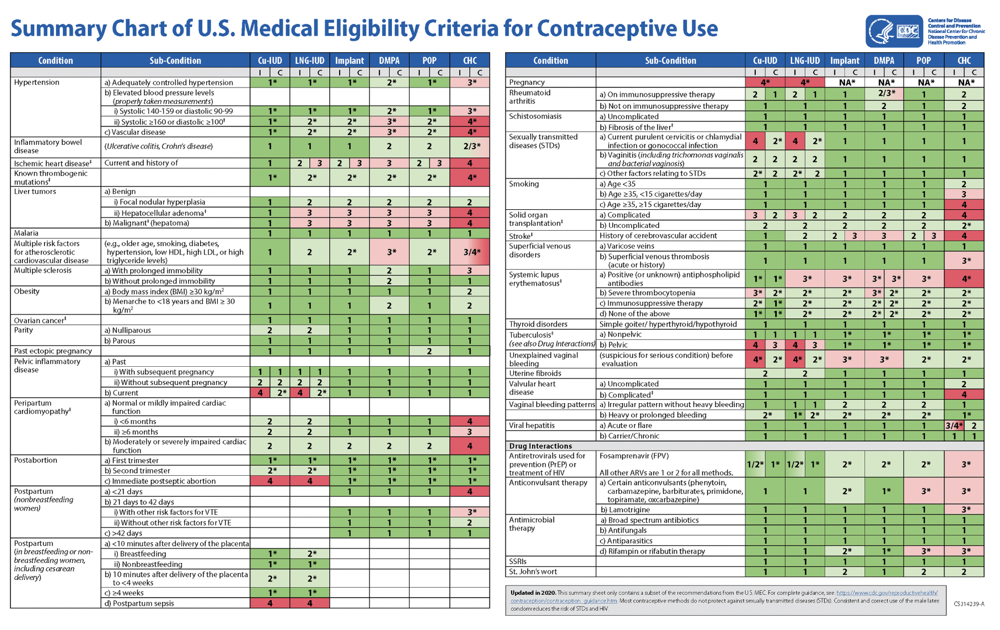 Summary Chart of U.S. Medical Eligibility Criteria for Contraceptive Use
CDC
Centers for Disease
Control and Prevention
National Center for Chronic
Disease Prevention and
Health Promotion
Condition Sub-Condition Cu-IUD LNG-IUD Implant DMPA POP CHC
I C I C I C I C I C I C
Hypertension a) Adequately controlled hypertension 1* 1* 1* 2* 1* 3*
b) Elevated blood pressure levels
(properly taken measurements)
i) Systolic 140-159 or diastolic 90-99 1* 1* 1* 2* 1* 3*
ii) Systolic ≥160 or diastolic ≥100‡ 1* 2* 2* 3* 2* 4*
c) Vascular disease 1* 2* 2* 3* 2* 4*
Inflammatory bowel
disease (Ulcerative colitis, Crohn's disease) 1 1 1 2 2 2/3*
Ischemic heart disease‡ Current and history of 1 2 3 2 3 3 2 3 4
Known thrombogenic
mutations‡ 1* 2* 2* 2* 2* 4*
Liver tumors a) Benign
i) Focal nodular hyperplasia 1 2 2 2 2 2
ii) Hepatocellular adenoma‡ 1 3 3 3 3 4
b) Malignant‡ (hepatoma) 1 3 3 3 3 4
Malaria 1 1 1 1 1 1
Multiple risk factors
for atherosclerotic
cardiovascular disease
(e.g., older age, smoking, diabetes,
hypertension, low HDL, high LDL, or high
triglyceride levels) 1 2 2* 3* 2* 3/4*
Multiple sclerosis a) With prolonged immobility 1 1 1 2 1 3
b) Without prolonged immobility 1 1 1 2 1 1
Obesity a) Body mass index (BMI) ≥30 kg/m² 1 1 1 1 1 2
b) Menarche to <18 years and BMI ≥ 30
kg/m² 1 1 1 2 1 2
Ovarian cancer‡ 1 1 1 1 1 1
Parity a) Nulliparous 2 2 1 1 1 1
b) Parous 1 1 1 1 1 1
Past ectopic pregnancy 1 1 1 1 2 1
Pelvic inflammatory
disease
a) Past
i) With subsequent pregnancy 1 1 1 1 1 1 1 1
ii) Without subsequent pregnancy 2 2 2 2 1 1 1 1
b) Current 4 2* 4 2* 1 1 1 1
Peripartum
cardiomyopathy‡
a) Normal or mildly impaired cardiac
function
i) <6 months 2 2 1 1 1 4
ii) ≥6 months 2 2 1 1 1 3
b) Moderately or severely impaired cardiac
function 2 2 2 2 2 4
Postabortion a) First trimester 1* 1* 1* 1* 1* 1*
b) Second trimester 2* 2* 1* 1* 1* 1*
c) Immediate postseptic abortion 4 4 1* 1* 1* 1*
Postpartum
(nonbreastfeeding
women)
a) <21 days 1 1 1 4
b) 21 days to 42 days
i) With other risk factors for VTE 1 1 1 3*
ii) Without other risk factors for VTE 1 1 1 2
c) >42 days 1 1 1 1
Postpartum
(in breastfeeding or non-
breastfeeding women,
including cesarean
delivery)
a) <10 minutes after delivery of the placenta
i) Breastfeeding 1* 2*
ii) Nonbreastfeeding 1* 1*
b) 10 minutes after delivery of the placenta
to <4 weeks 2* 2*
c) ≥4 weeks 1* 1*
d) Postpartum sepsis 4 4
Condition Sub-Condition Cu-IUD LNG-IUD Implant DMPA POP CHC
I C I C I C I C I C I C
Pregnancy 4* 4* NA* NA* NA* NA*
Rheumatoid
arthritis
a) On immunosuppressive therapy 2 1 2 1 1 2/3* 1 2
b) Not on immunosuppressive therapy 1 1 1 2 1 2
Schistosomiasis a) Uncomplicated 1 1 1 1 1 1
b) Fibrosis of the liver‡ 1 1 1 1 1 1
Sexually transmitted
diseases (STDs)
a) Current purulent cervicitis or chlamydial
infection or gonococcal infection 4 2* 4 2* 1 1 1 1
b) Vaginitis (including trichomonas vaginalis
and bacterial vaginosis) 2 2 2 2 1 1 1 1
c) Other factors relating to STDs 2* 2 2* 2 1 1 1 1
Smoking a) Age <35 1 1 1 1 1 2
b) Age ≥35, <15 cigarettes/day 1 1 1 1 1 3
c) Age ≥35, ≥15 cigarettes/day 1 1 1 1 1 4
Solid organ
transplantation‡
a) Complicated 3 2 3 2 2 2 2 4
b) Uncomplicated 2 2 2 2 2 2*
Stroke‡ History of cerebrovascular accident 1 2 2 3 3 2 3 4
Superficial venous
disorders
a) Varicose veins 1 1 1 1 1 1
b) Superficial venous thrombosis
(acute or history) 1 1 1 1 1 3*
Systemic lupus
erythematosus‡
a) Positive (or unknown) antiphospholipid
antibodies 1* 1* 3* 3* 3* 3* 3* 4*
b) Severe thrombocytopenia 3* 2* 2* 2* 3* 2* 2* 2*
c) Immunosuppressive therapy 2* 1* 2* 2* 2* 2* 2* 2*
d) None of the above 1* 1* 2* 2* 2* 2* 2* 2*
Thyroid disorders Simple goiter/ hyperthyroid/hypothyroid 1 1 1 1 1 1
Tuberculosis‡
(see also Drug Interactions)
a) Nonpelvic 1 1 1 1 1* 1* 1* 1*
b) Pelvic 4 3 4 3 1* 1* 1* 1*
Unexplained vaginal
bleeding
(suspicious for serious condition) before
evaluation 4* 2* 4* 2* 3* 3* 2* 2*
Uterine fibroids 2 2 1 1 1 1
Valvular heart
disease
a) Uncomplicated 1 1 1 1 1 2
b) Complicated‡ 1 1 1 1 1 4
Vaginal bleeding patterns a) Irregular pattern without heavy bleeding 1 1 1 2 2 2 1
b) Heavy or prolonged bleeding 2* 1* 2* 2* 2* 2* 1*
Viral hepatitis a) Acute or flare 1 1 1 1 1 3/4* 2
b) Carrier/Chronic 1 1 1 1 1 1 1
Drug Interactions
Antiretrovirals used for
prevention (PrEP) or
treatment of HIV
Fosamprenavir (FPV)
All other ARVs are 1 or 2 for all methods.
1/2* 1* 1/2* 1* 2* 2* 2* 3*
Anticonvulsant therapy a) Certain anticonvulsants (phenytoin,
carbamazepine, barbiturates, primidone,
topiramate, oxcarbazepine) 1 1 2* 1* 3* 3*
b) Lamotrigine 1 1 1 1 1 3*
Antimicrobial
therapy
a) Broad spectrum antibiotics 1 1 1 1 1 1
b) Antifungals 1 1 1 1 1 1
c) Antiparasitics 1 1 1 1 1 1
d) Rifampin or rifabutin therapy 1 1 2* 1* 3* 3*
SSRIs 1 1 1 1 1 1
St. John's wort 1 1 2 1 2 2
Updated in 2020. This summary sheet only contains a subset of the recommendations from the U.S. MEC. For complete guidance, see: https://www.cdc.gov/reproductivehealth/
contraception/contraception_guidance.htm. Most contraceptive methods do not protect against sexually transmitted diseases (STDs). Consistent and correct use of the male latex
condomreduces the risk of STDs and HIV.
CS314239-A